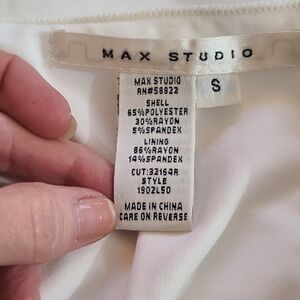 MAX STUDIO
S
MAX STUDIO
RN#58822
SHELL
65%POLYESTER
30%RAYON
5%SPANDEX
LINING
86%RAYON
14%SPANDEX
CUT:32164R
STYLE
1902L50
MADE IN CHINA
CARE ON REVERSE